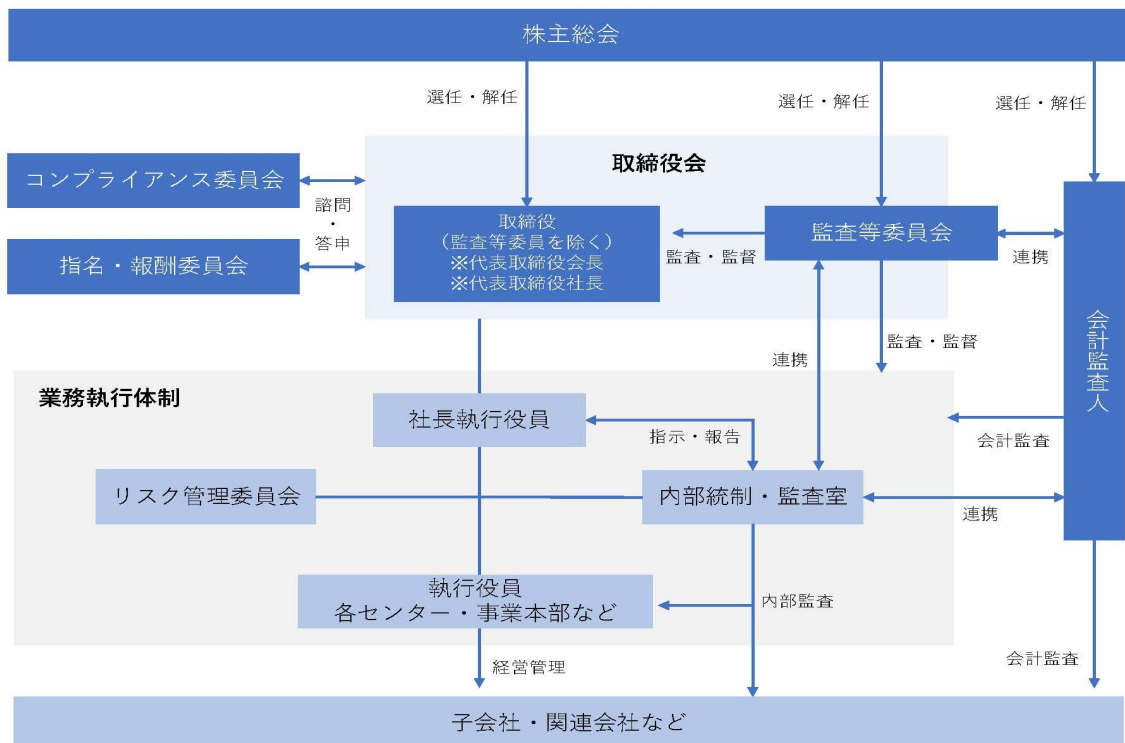 株主総会
選任・解任
選任・解任
選任・解任
取締役会
コンプライアンス委員会
諮問
・
答申
指名・報酬委員会
取締役
（監査等委員を除く）
※代表取締役会長
※代表取締役社長
監査・監督
監査等委員会
連携
会計監査人
連携
監査・監督
業務執行体制
社長執行役員
指示・報告
会計監査
リスク管理委員会
内部統制・監査室
連携
執行役員
各センター・事業本部など
内部監査
経営管理
会計監査
子会社・関連会社など